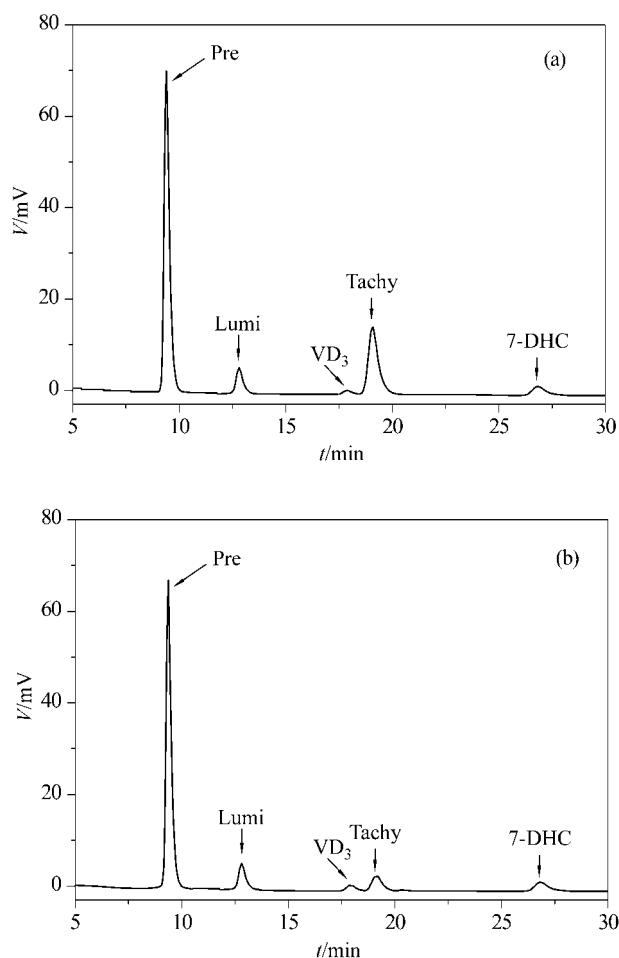 80
(a)
Pre
60
V/mV
40
Tachy
20
Lumi
VD₃
7-DHC
0
5 10 15 20 25 30
t/min
80
(b)
Pre
60
V/mV
40
20
Lumi
VD₃
Tachy
7-DHC
0
5 10 15 20 25 30
t/min